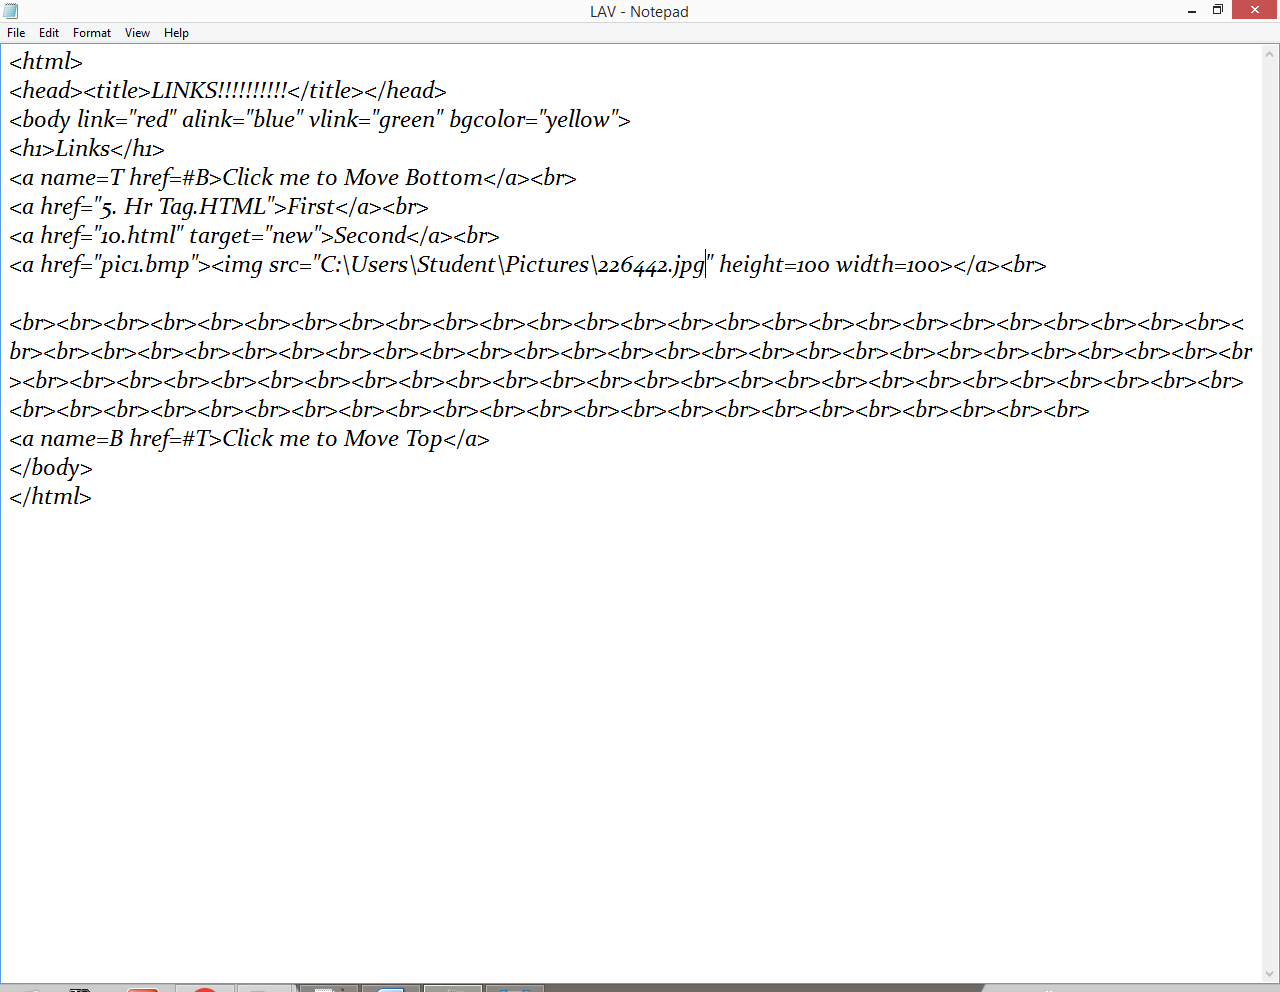 LAV - Notepad
File Edit Format View Help
<html>
<head><title>LINKS!!!!!!!!!!</title></head>
<body link="red" alink="blue" vlink="green" bgcolor="yellow">
<h1>Links</h1>
<a name=T href=#B>Click me to Move Bottom</a><br>
<a href="5. Hr Tag.HTML">First</a><br>
<a href="10.html" target="new">Second</a><br>
<a href="pic1.bmp"><img src="C:\Users\Student\Pictures\226442.jpg" height=100 width=100></a><br>
<br><br><br><br><br><br><br><br><br><br><br><br><br><br><br><br><br><br><br><br><br><br><br><br><br><br><
br><br><br><br><br><br><br><br><br><br><br><br><br><br><br><br><br><br><br><br><br><br><br><br><br><br><br
><br><br><br><br><br><br><br><br><br><br><br><br><br><br><br><br><br><br><br><br><br><br><br><br><br><br>
<br><br><br><br><br><br><br><br><br><br><br><br><br><br><br><br><br><br><br><br><br><br><br>
<a name=B href=#T>Click me to Move Top</a>
</body>
</html>